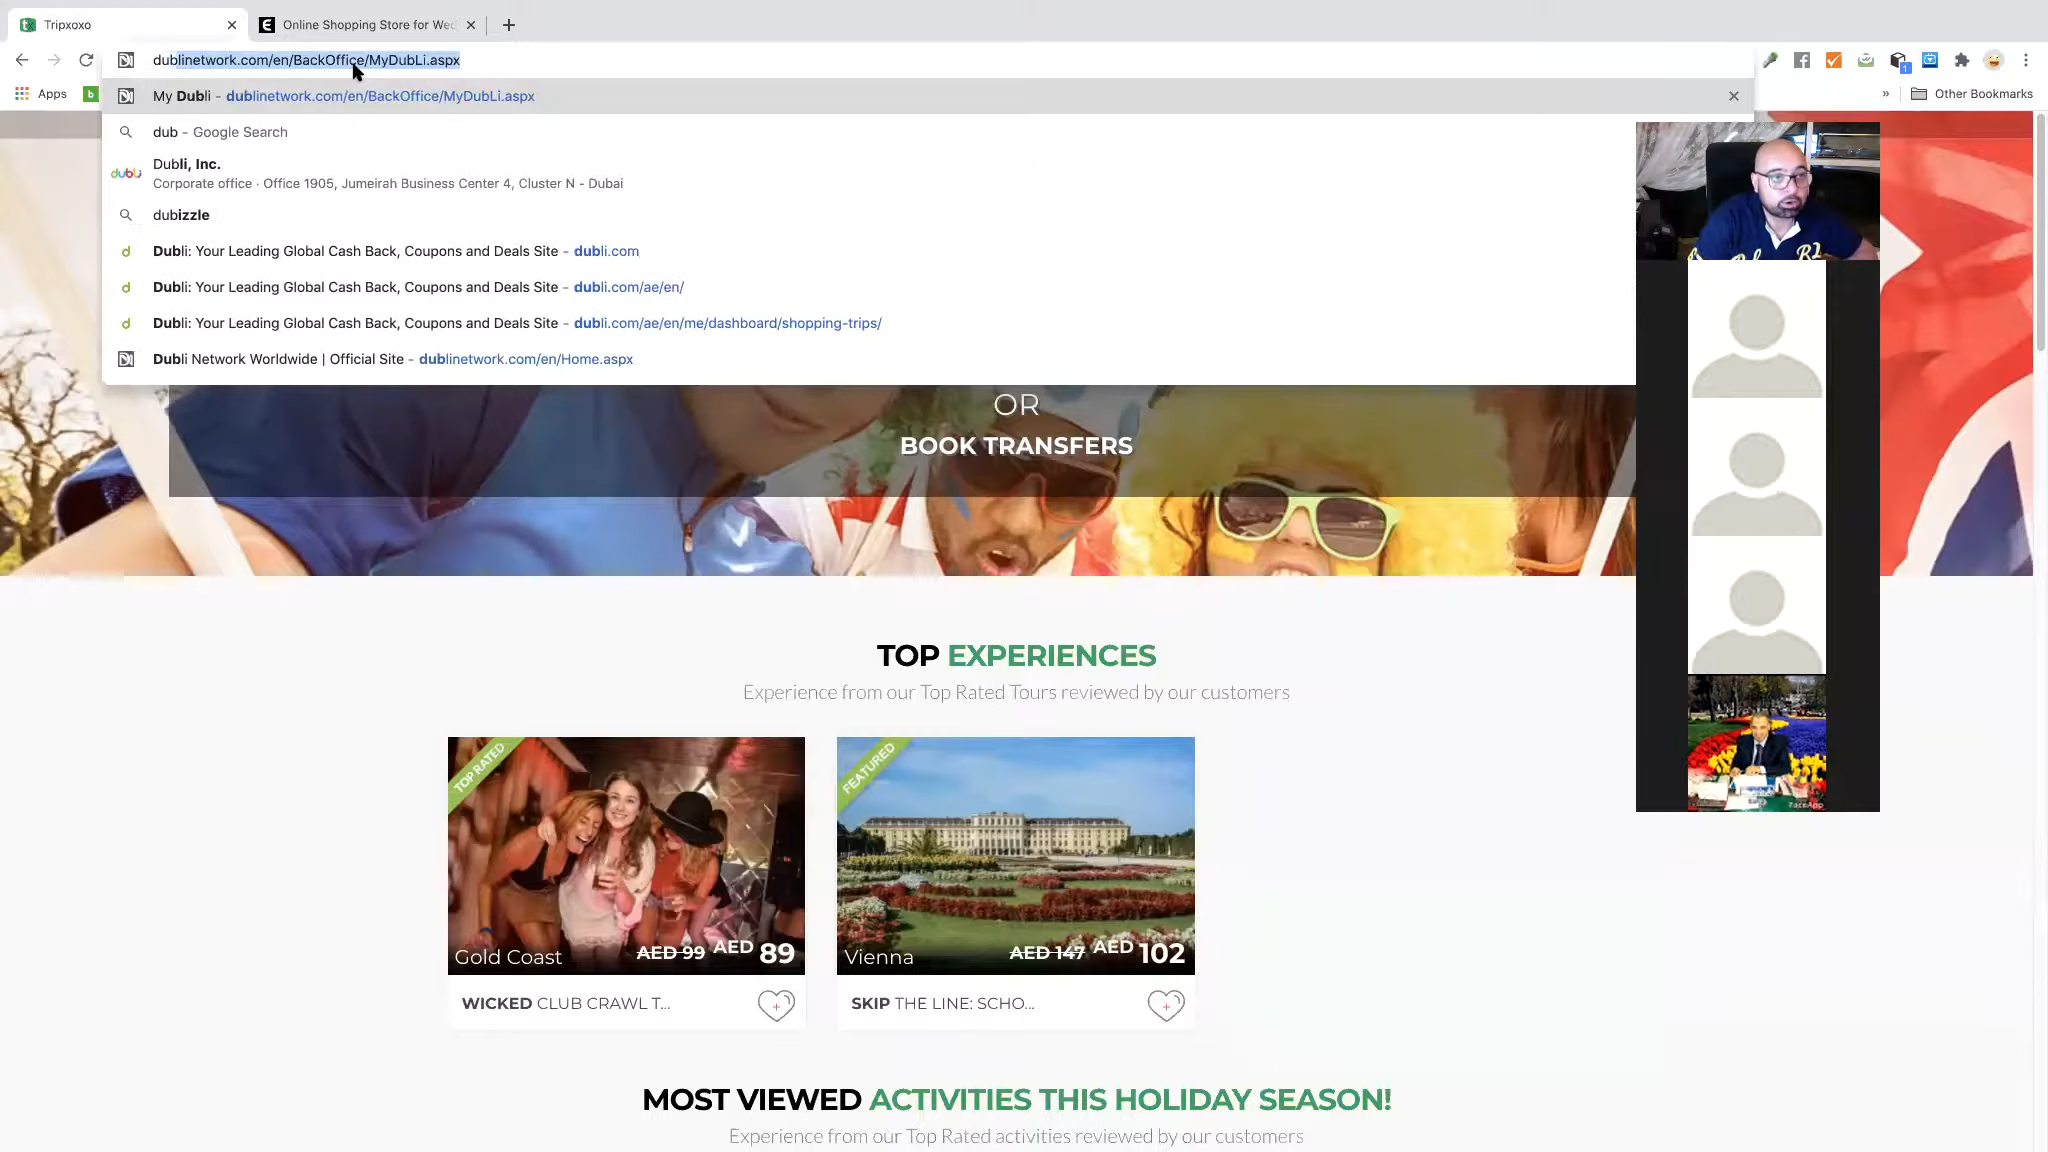 Tripxoxo
Online Shopping Store for Wed
dublinetwork.com/en/BackOffice/MyDubLi.aspx
Apps
Other Bookmarks
My Dubli - dublinetwork.com/en/BackOffice/MyDubLi.aspx
dub - Google Search
Dubli, Inc.
dubli
Corporate office · Office 1905, Jumeirah Business Center 4, Cluster N - Dubai
dubizzle
Dubli: Your Leading Global Cash Back, Coupons and Deals Site - dubli.com
Dubli: Your Leading Global Cash Back, Coupons and Deals Site - dubli.com/ae/en/
Dubli: Your Leading Global Cash Back, Coupons and Deals Site - dubli.com/ae/en/me/dashboard/shopping-trips/
Dubli Network Worldwide | Official Site - dublinetwork.com/en/Home.aspx
OR
BOOK TRANSFERS
TOP EXPERIENCES
Experience from our Top Rated Tours reviewed by our customers
TOP RATED
FEATURED
FaceApp
Gold Coast AED 99 AED 89
Vienna AED 147 AED 102
WICKED CLUB CRAWL T...
SKIP THE LINE: SCHO...
MOST VIEWED ACTIVITIES THIS HOLIDAY SEASON!
Experience from our Top Rated activities reviewed by our customers